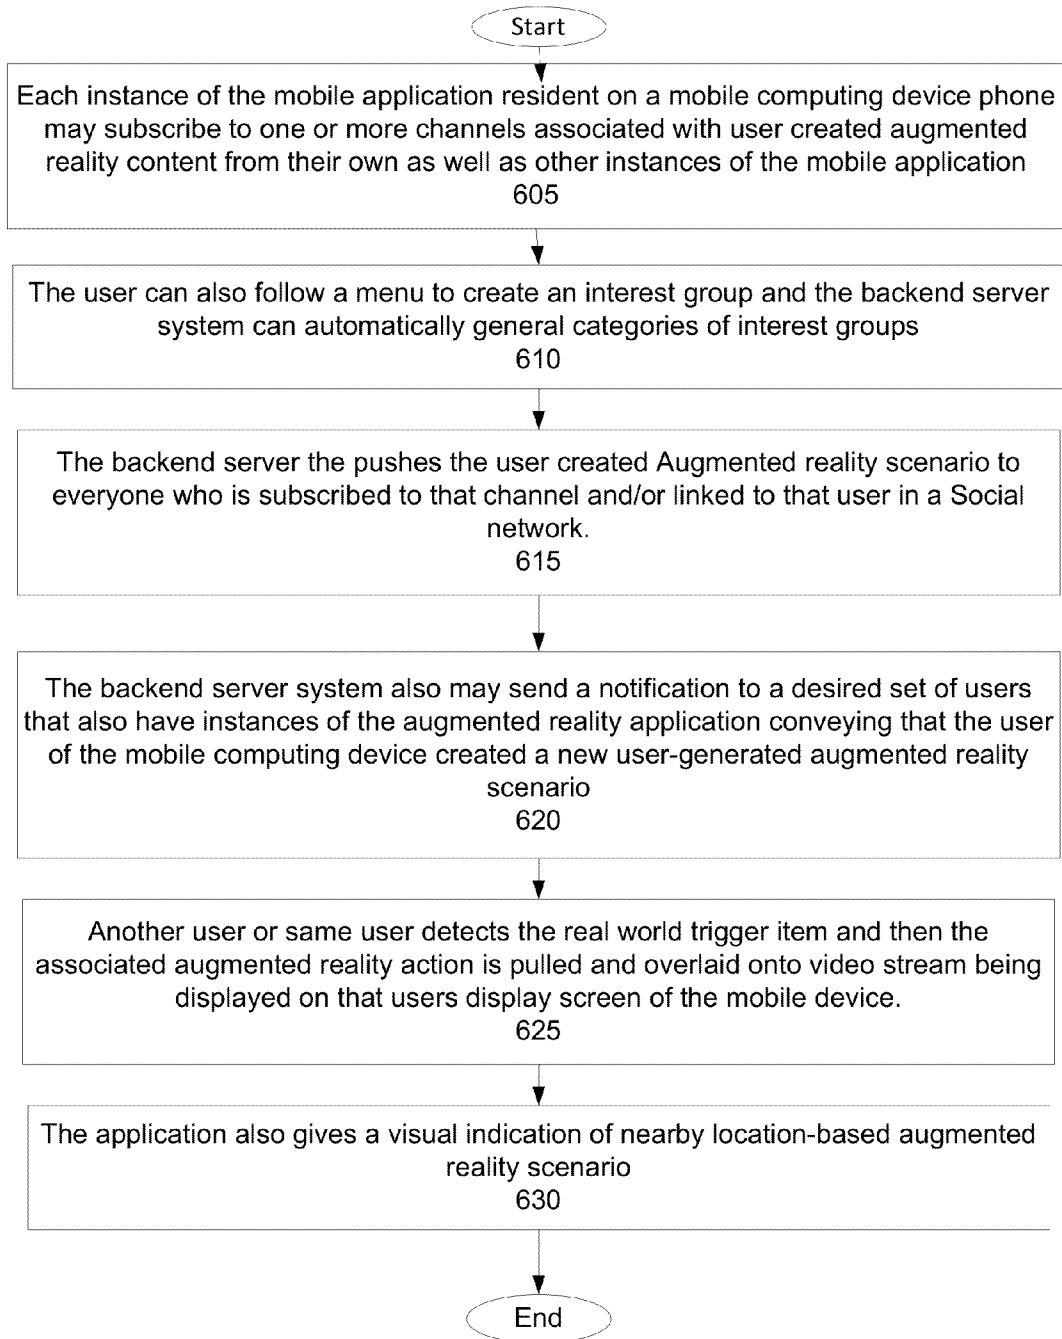 Start
Each instance of the mobile application resident on a mobile computing device phone
may subscribe to one or more channels associated with user created augmented
reality content from their own as well as other instances of the mobile application
605
The user can also follow a menu to create an interest group and the backend server
system can automatically general categories of interest groups
610
The backend server the pushes the user created Augmented reality scenario to
everyone who is subscribed to that channel and/or linked to that user in a Social
network.
615
The backend server system also may send a notification to a desired set of users
that also have instances of the augmented reality application conveying that the user
of the mobile computing device created a new user-generated augmented reality
scenario
620
Another user or same user detects the real world trigger item and then the
associated augmented reality action is pulled and overlaid onto video stream being
displayed on that users display screen of the mobile device.
625
The application also gives a visual indication of nearby location-based augmented
reality scenario
630
End